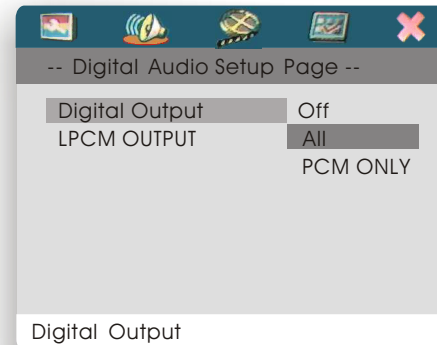 -- Digital Audio Setup Page --
Digital Output Off
LPCM OUTPUT All
PCM ONLY
Digital Output